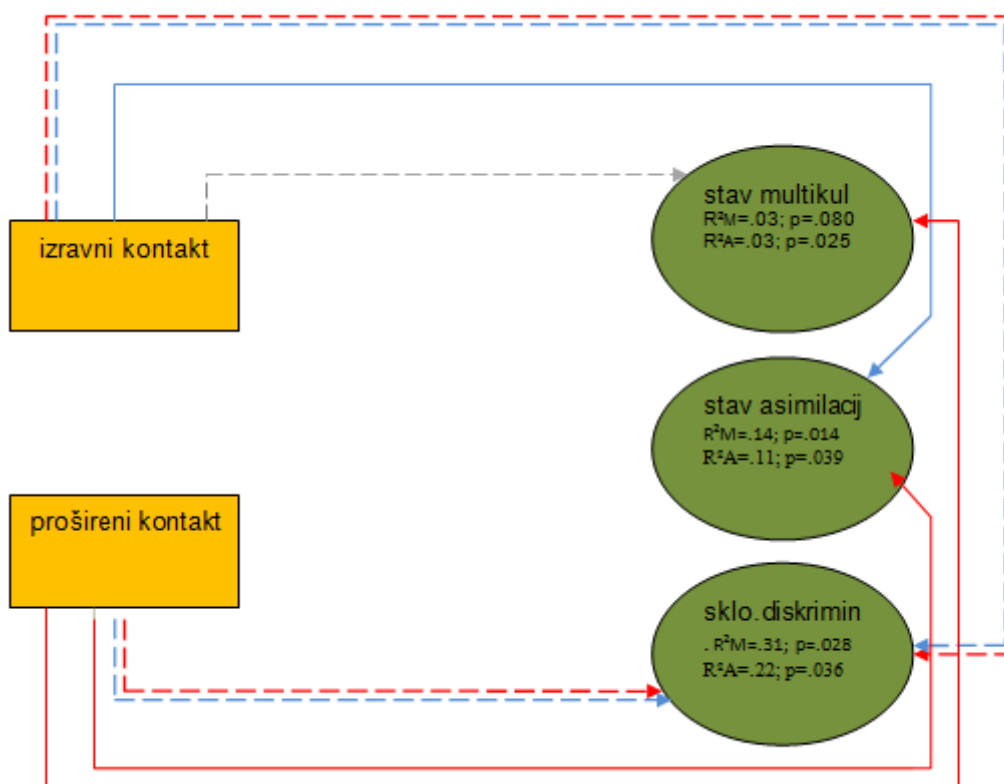 izravni kontakt
prošireni kontakt
stav multikul
R²M=.03; p=.080
R²A=.03; p=.025
stav asimilacij
R²M=.14; p=.014
R²A=.11; p=.039
sklo.diskrimin
. R²M=.31; p=.028
R²A=.22; p=.036